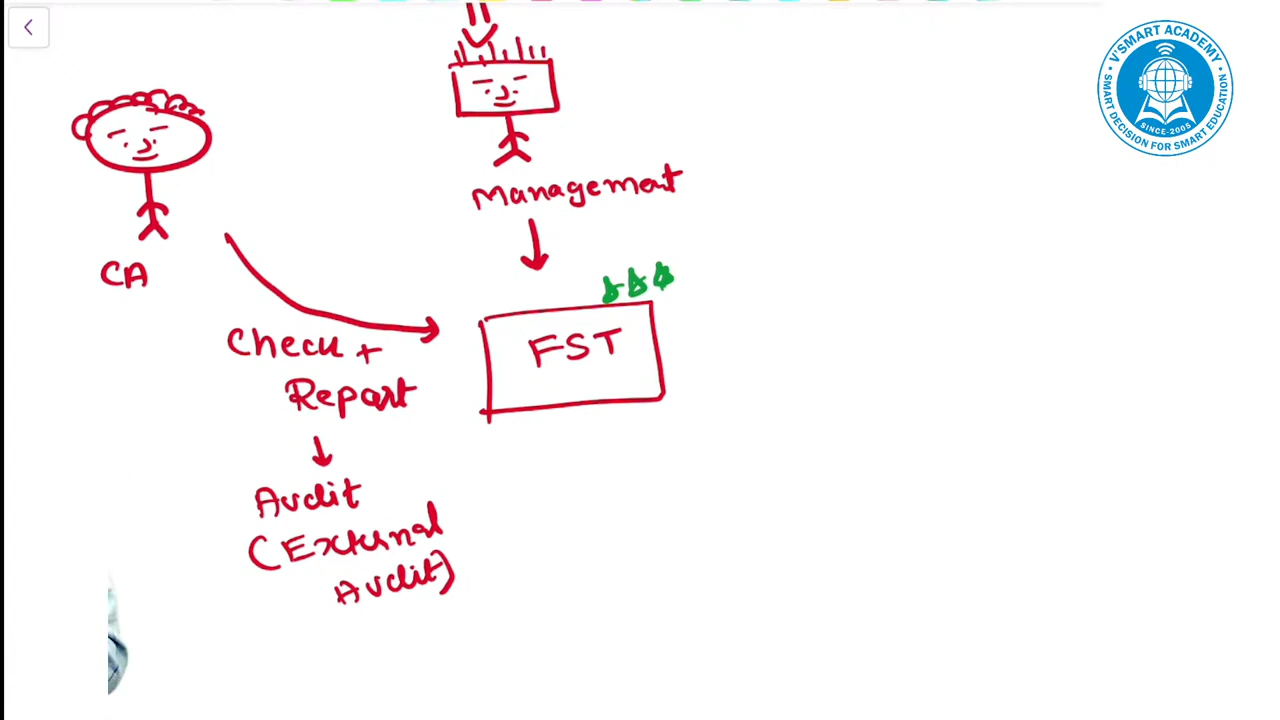 Management
CA
FST
Check +
Report
Audit
(External
Audit)
V'SMART ACADEMY
SINCE-2005
SMART DECISION FOR SMART EDUCATION